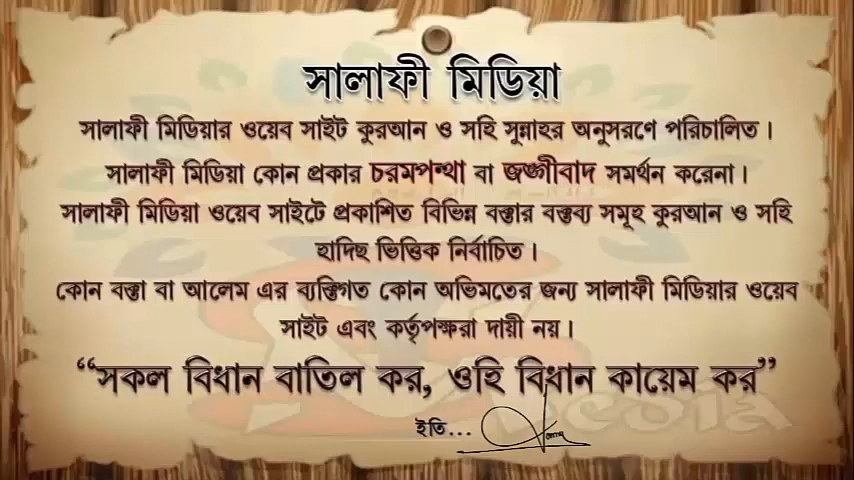 সালাফী মিডিয়া
সালাফী মিডিয়ার ওয়েব সাইট কুরআন ও সহি সুন্নাহর অনুসরণে পরিচালিত।
সালাফী মিডিয়া কোন প্রকার চরমপন্থা বা জঙ্গীবাদ সমর্থন করেনা।
সালাফী মিডিয়া ওয়েব সাইটে প্রকাশিত বিভিন্ন বক্তার বক্তব্য সমূহ কুরআন ও সহি
হাদিছ ভিত্তিক নির্বাচিত।
কোন বক্তা বা আলেম এর ব্যক্তিগত কোন অভিমতের জন্য সালাফী মিডিয়ার ওয়েব
সাইট এবং কর্তৃপক্ষরা দায়ী নয়।
“সকল বিধান বাতিল কর, ওহি বিধান কায়েম কর”
ইতি...